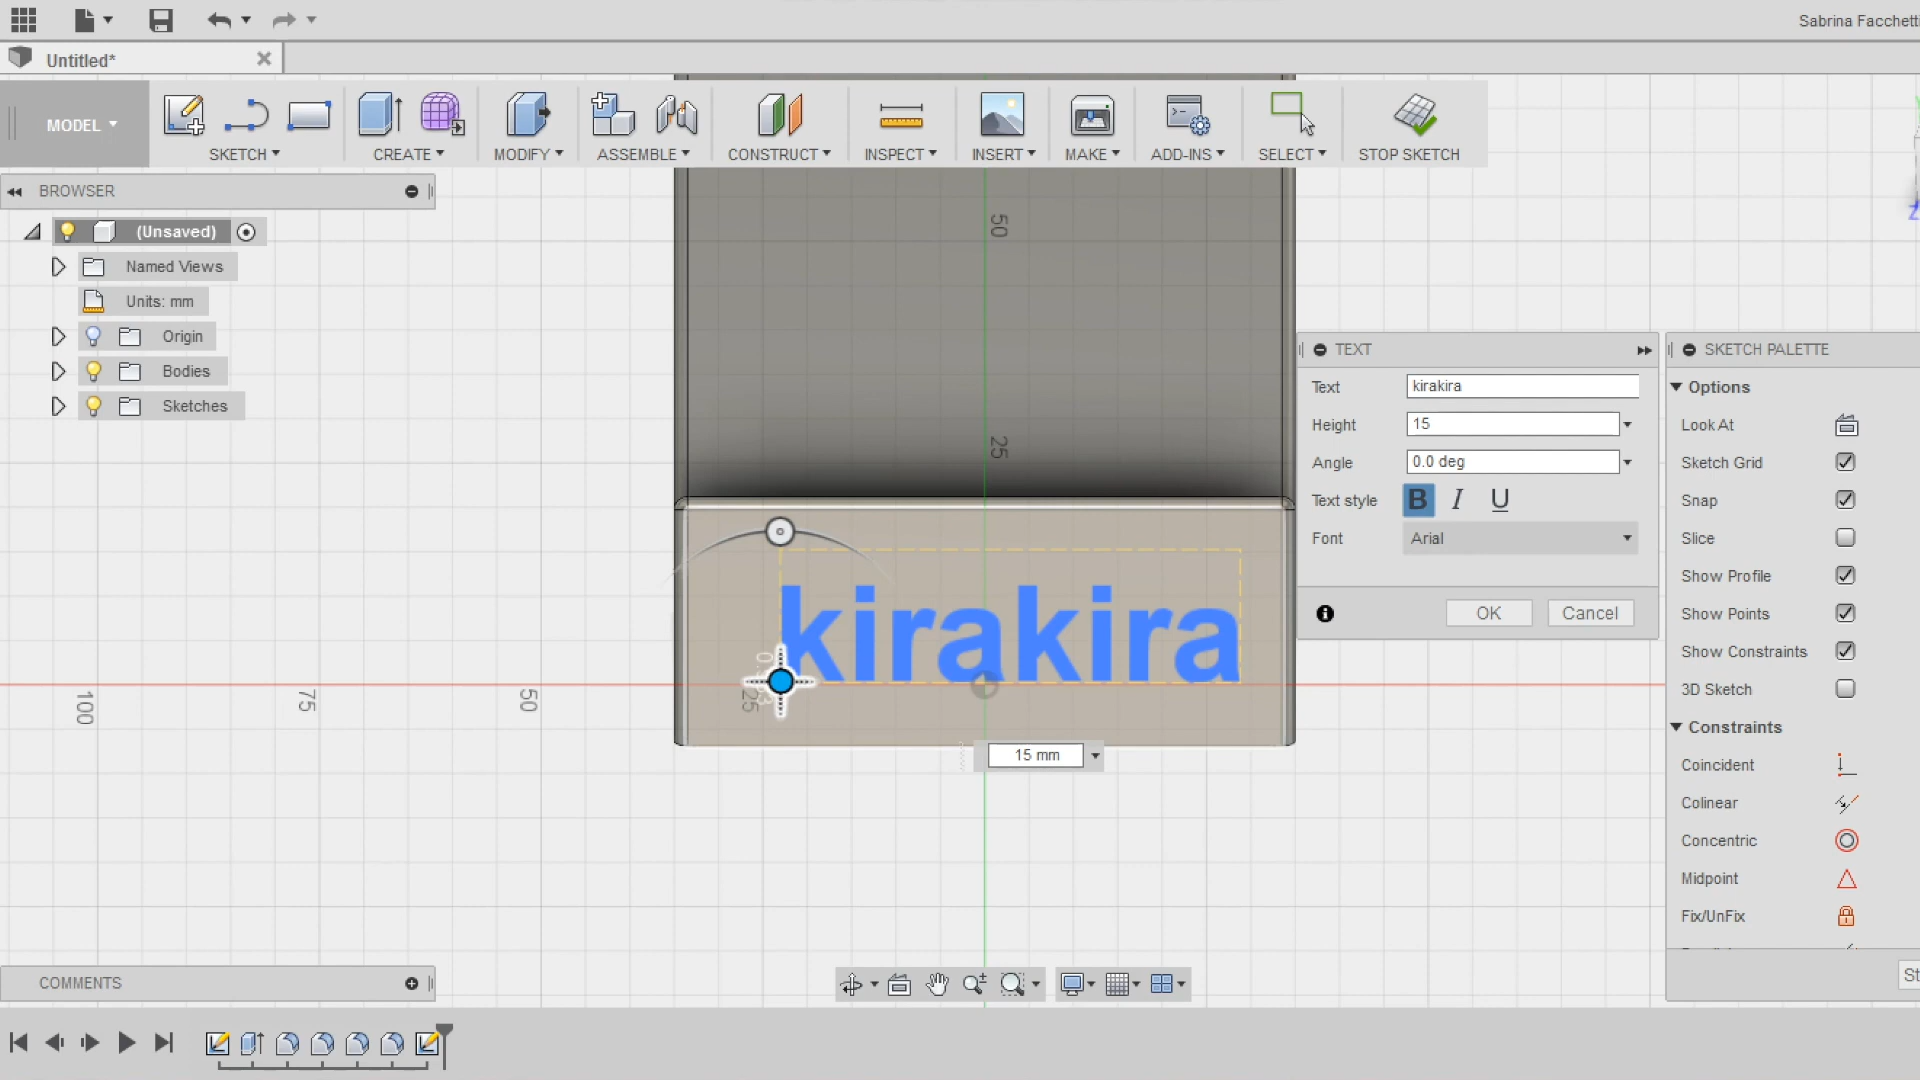 Sabrina Facchetti
Untitled*
MODEL
SKETCH
CREATE
MODIFY
ASSEMBLE
CONSTRUCT
INSPECT
INSERT
MAKE
ADD-INS
SELECT
STOP SKETCH
BROWSER
(Unsaved)
Named Views
Units: mm
Origin
Bodies
Sketches
50
25
100
75
50
25
kirakira
15 mm
TEXT
Text kirakira
Height 15
Angle 0.0 deg
Text style B I U
Font Arial
OK Cancel
SKETCH PALETTE
Options
Look At
Sketch Grid
Snap
Slice
Show Profile
Show Points
Show Constraints
3D Sketch
Constraints
Coincident
Colinear
Concentric
Midpoint
Fix/UnFix
St
Z
COMMENTS